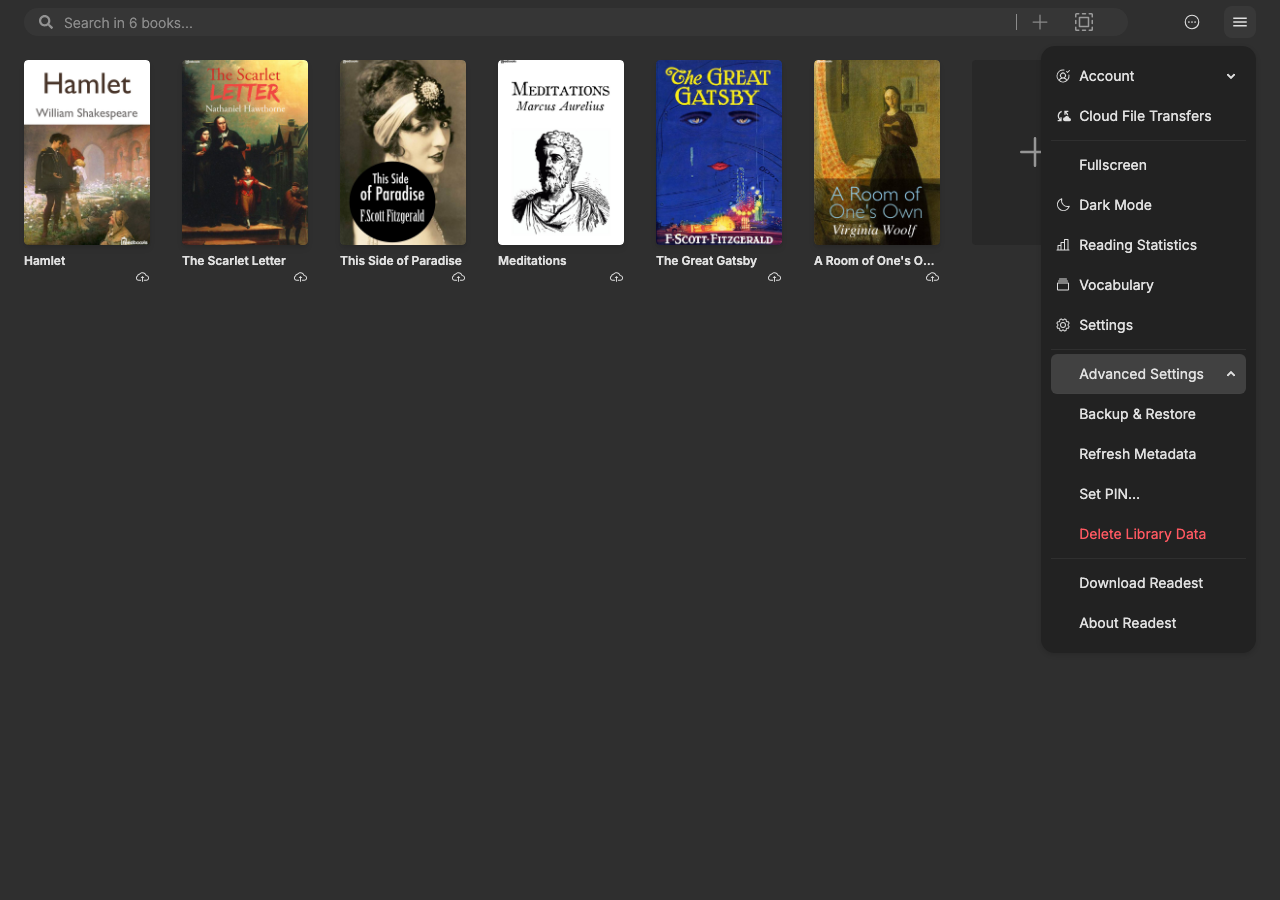 Search in 6 books...
Hamlet
William Shakespeare
The Scarlet
LETTER
Nathaniel Hawthorne
This Side
of Paradise
F.Scott Fitzgerald
MEDITATIONS
Marcus Aurelius
The GREAT
GATSBY
F·SCOTT·FITZGERALD
A Room of
One's Own
Virginia Woolf
Hamlet
The Scarlet Letter
This Side of Paradise
Meditations
The Great Gatsby
A Room of One's O...
Account
Cloud File Transfers
Fullscreen
Dark Mode
Reading Statistics
Vocabulary
Settings
Advanced Settings
Backup & Restore
Refresh Metadata
Set PIN...
Delete Library Data
Download Readest
About Readest